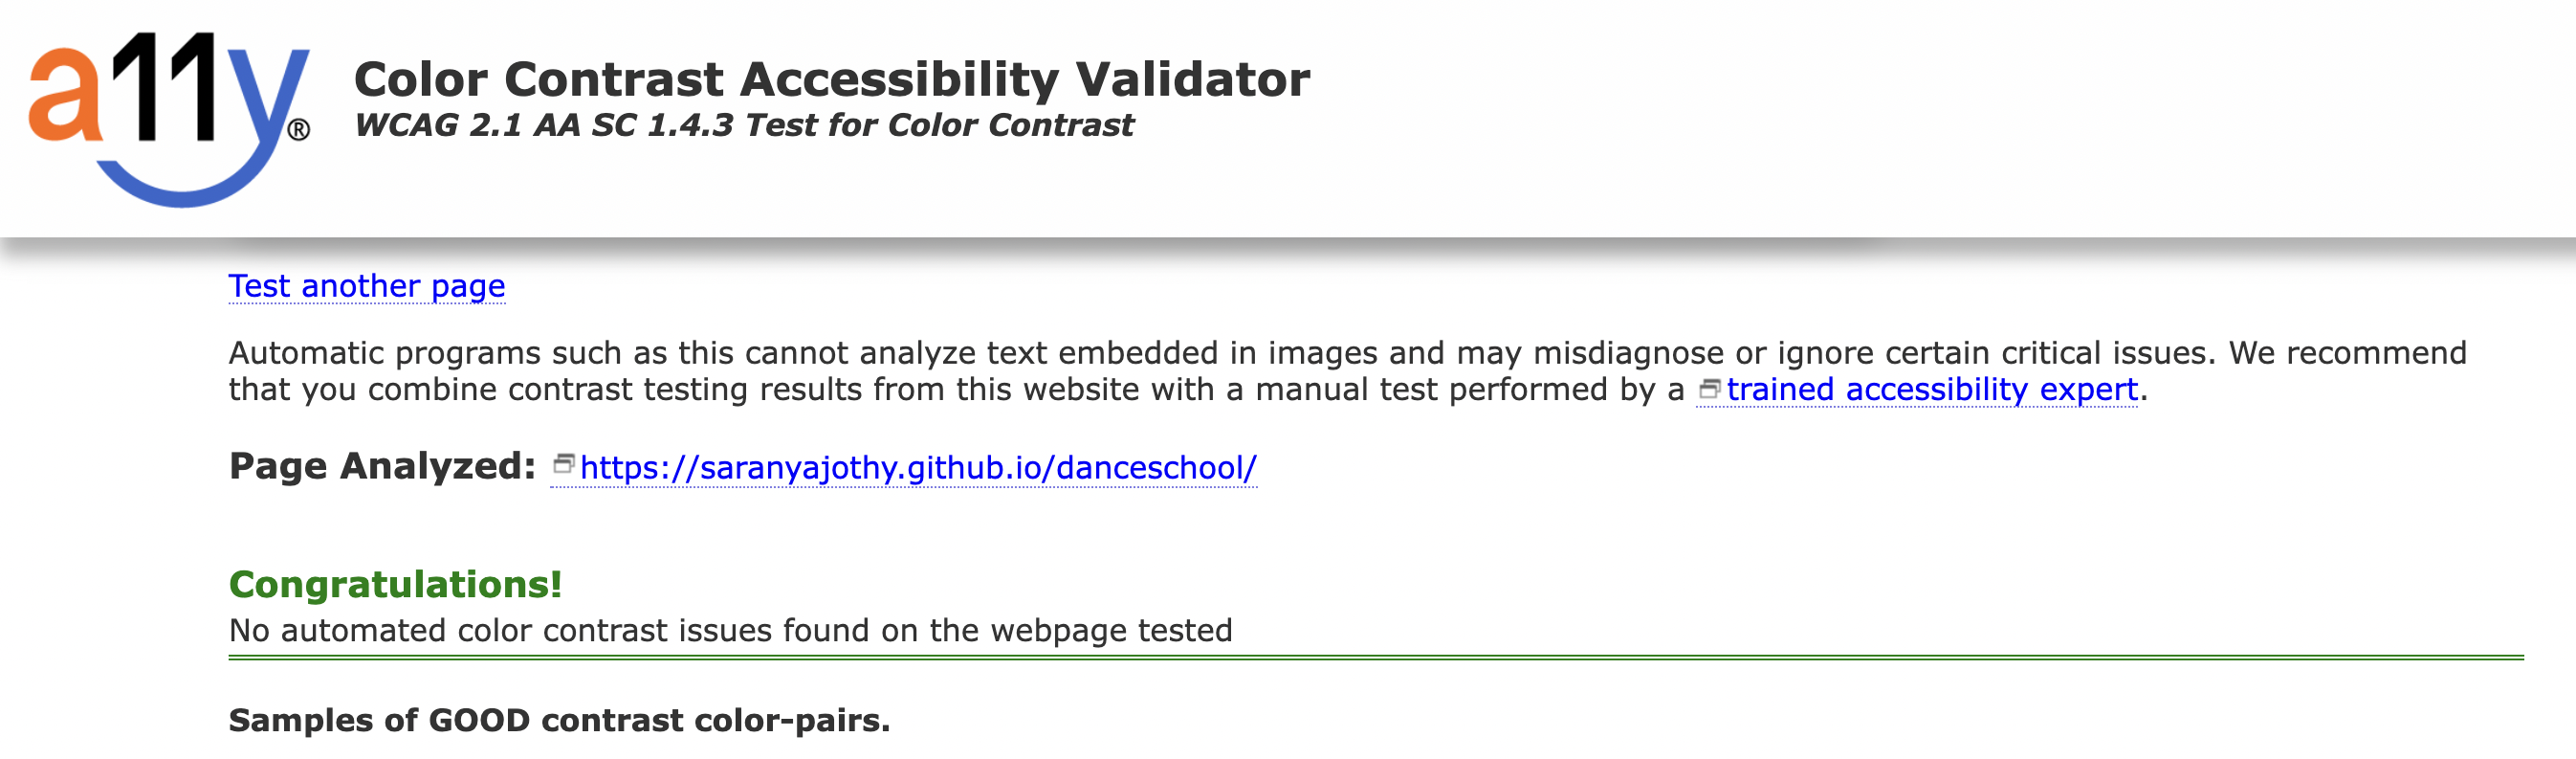 a11y®
Color Contrast Accessibility Validator
WCAG 2.1 AA SC 1.4.3 Test for Color Contrast
Test another page
Automatic programs such as this cannot analyze text embedded in images and may misdiagnose or ignore certain critical issues. We recommend
that you combine contrast testing results from this website with a manual test performed by a trained accessibility expert.
Page Analyzed: https://saranyajothy.github.io/danceschool/
Congratulations!
No automated color contrast issues found on the webpage tested
Samples of GOOD contrast color-pairs.